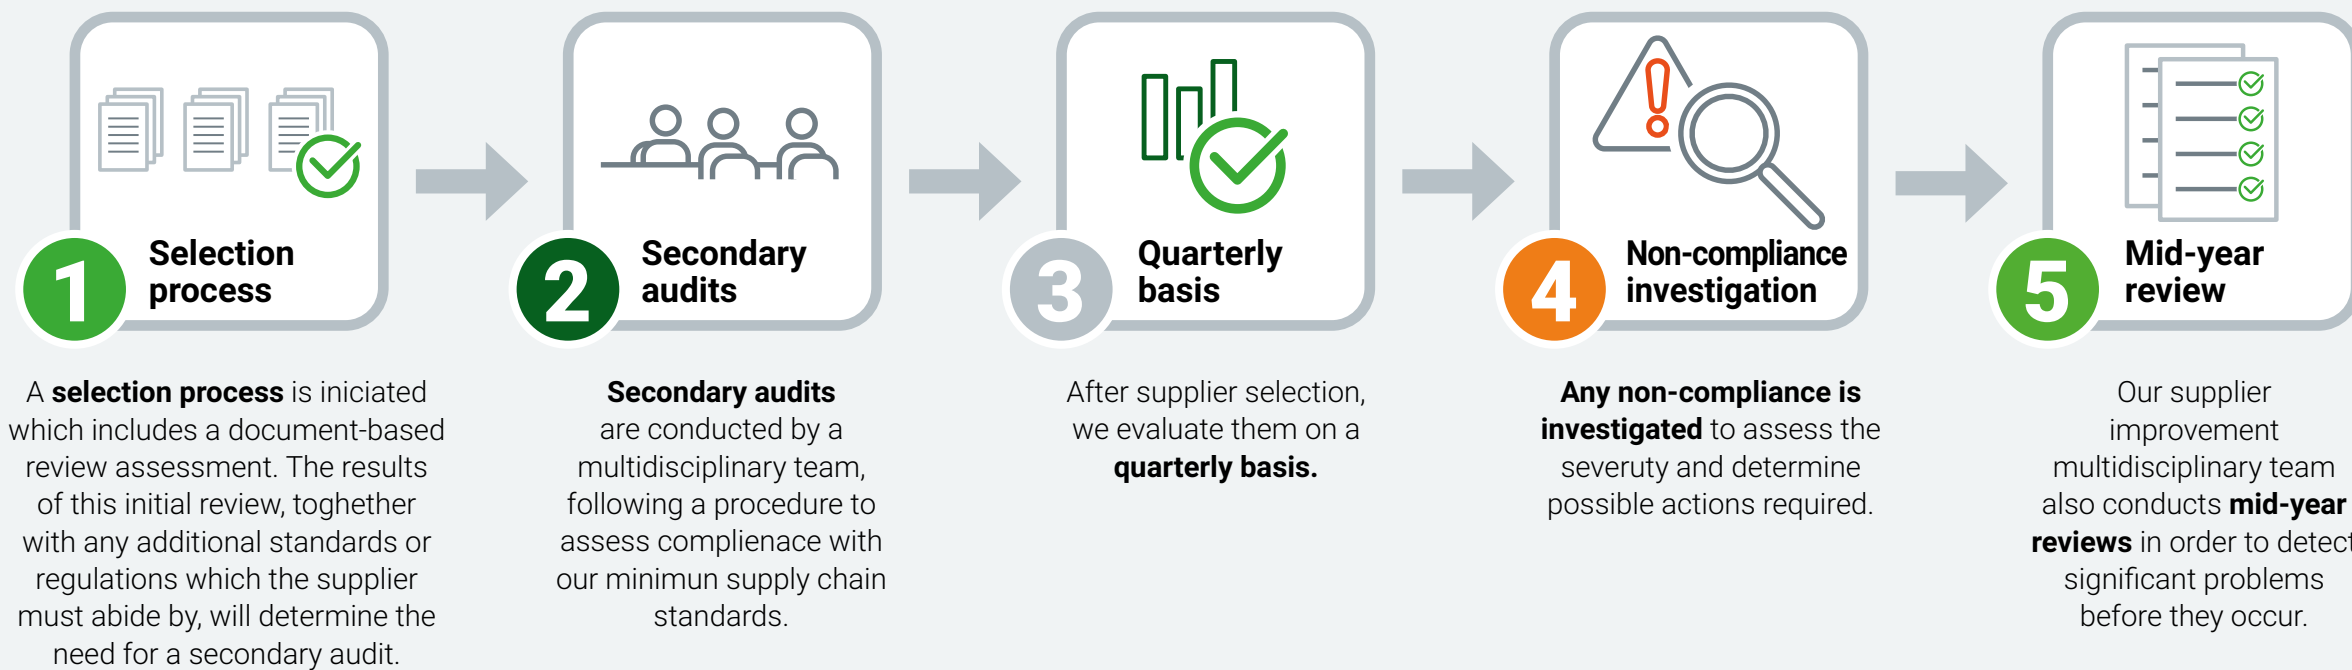 1
Selection
process
A selection process is iniciated
which includes a document-based
review assessment. The results
of this initial review, toghether
with any additional standards or
regulations which the supplier
must abide by, will determine the
need for a secondary audit.
2
Secondary
audits
Secondary audits
are conducted by a
multidisciplinary team,
following a procedure to
assess complienace with
our minimun supply chain
standards.
3
Quarterly
basis
After supplier selection,
we evaluate them on a
quarterly basis.
4
Non-compliance
investigation
Any non-compliance is
investigated to assess the
severuty and determine
possible actions required.
5
Mid-year
review
Our supplier
improvement
multidisciplinary team
also conducts mid-year
reviews in order to detect
significant problems
before they occur.